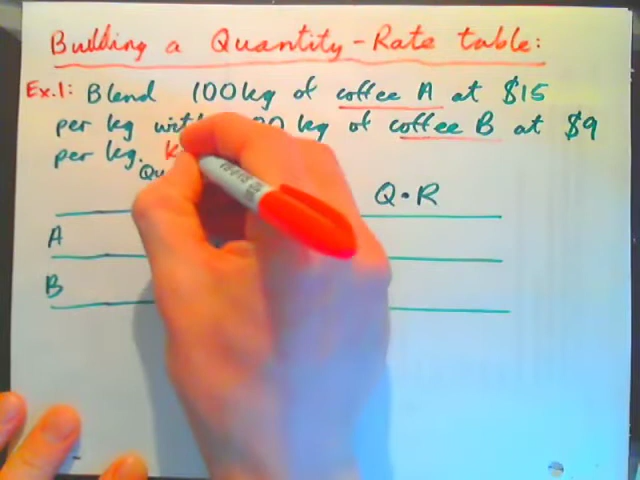 Building a Quantity-Rate table:
Ex.1: Blend 100kg of coffee A at $15
per kg kg of coffee B at $9
per kg.
Q•R
A
B